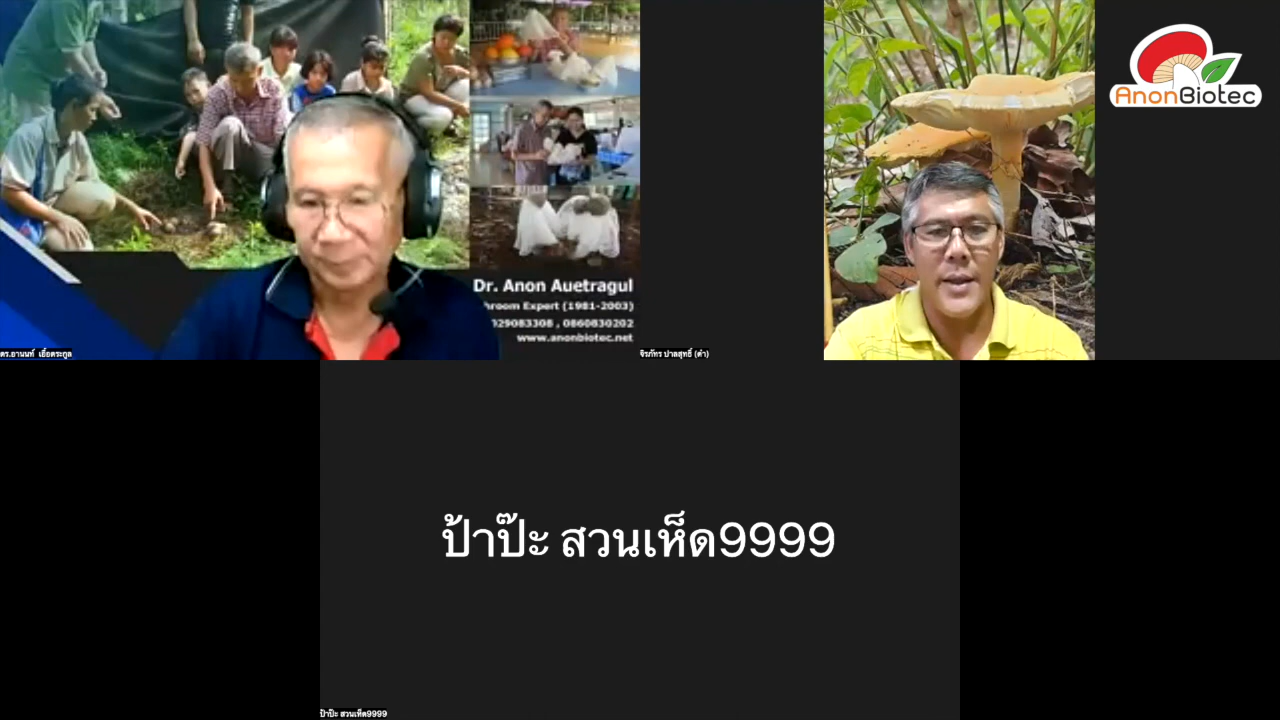 AnonBiotec
Dr. Anon Auetragul
hroom Expert (1981-2003)
029083308 , 0860830202
www.anonbiotec.net
ดร.อานนท์ เอื้อตระกูล
จิรภัทร ปาลสุทธิ์ (ดำ)
ป้าป๊ะ สวนเห็ด9999
ป้าป๊ะ สวนเห็ด9999